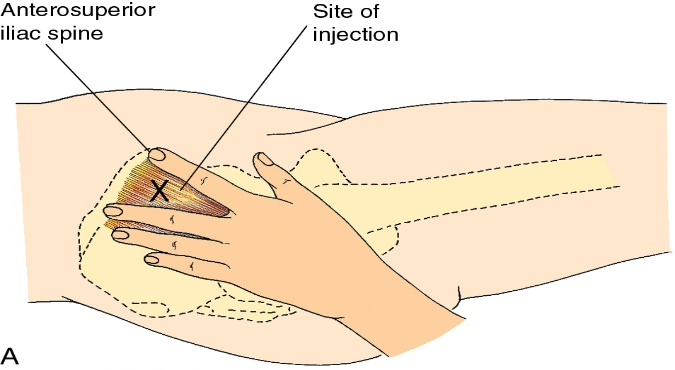 Anterosuperior
iliac spine
Site of
injection
X
A